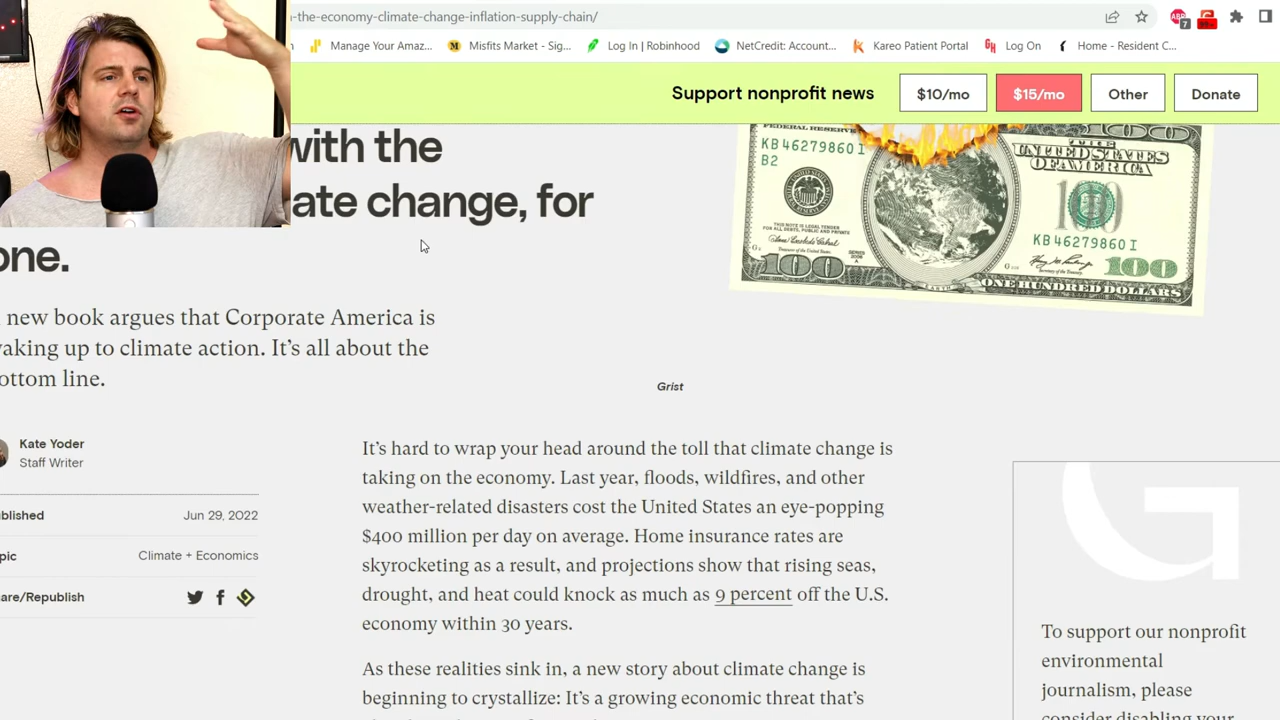 -the-economy-climate-change-inflation-supply-chain/
Manage Your Amaz...
Misfits Market - Sig...
Log In | Robinhood
NetCredit: Account...
Kareo Patient Portal
Log On
Home - Resident C...
Support nonprofit news
$10/mo
$15/mo
Other
Donate
with the
ate change, for
one.
new book argues that Corporate America is
aking up to climate action. It's all about the
ottom line.
FEDERAL RESERVE
KB 46279860 I
B2
THE
UNITED STATES
OF AMERICA
100
100
KB 46279860 I
100
100
ONE HUNDRED DOLLARS
Grist
Kate Yoder
Staff Writer
ublished
Jun 29, 2022
pic
Climate + Economics
are/Republish
It's hard to wrap your head around the toll that climate change is
taking on the economy. Last year, floods, wildfires, and other
weather-related disasters cost the United States an eye-popping
$400 million per day on average. Home insurance rates are
skyrocketing as a result, and projections show that rising seas,
drought, and heat could knock as much as 9 percent off the U.S.
economy within 30 years.
As these realities sink in, a new story about climate change is
beginning to crystallize: It's a growing economic threat that's
To support our nonprofit
environmental
journalism, please
consider disabling your